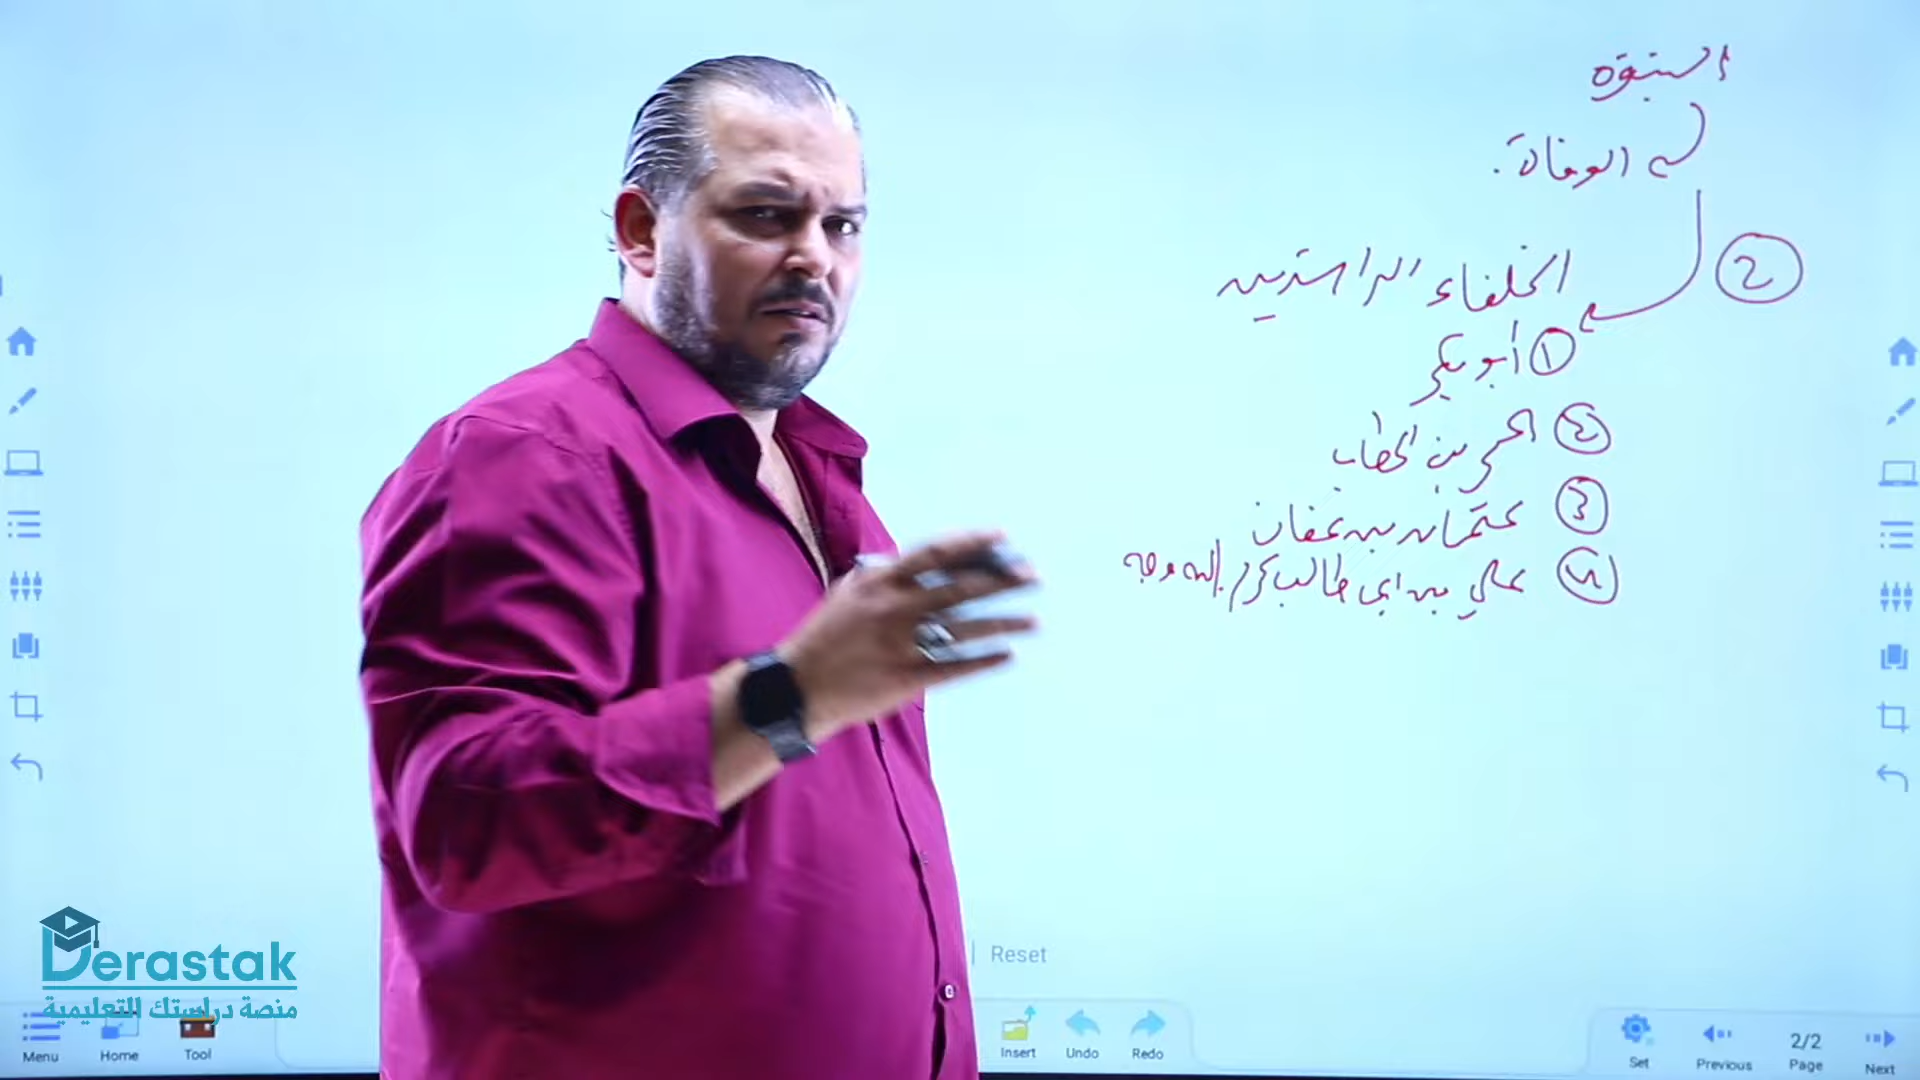 النبوة
الوفاة.
② الخلفاء الراشدين
① أبو بكر
② عمر بن الخطاب
③ عثمان بن عفان
④ علي بن ابي طالب كرم الله وجه
Reset
Derastak
منصة دراستك التعليمية
Menu Home Tool
Insert Undo Redo
Set Previous 2/2 Page Next